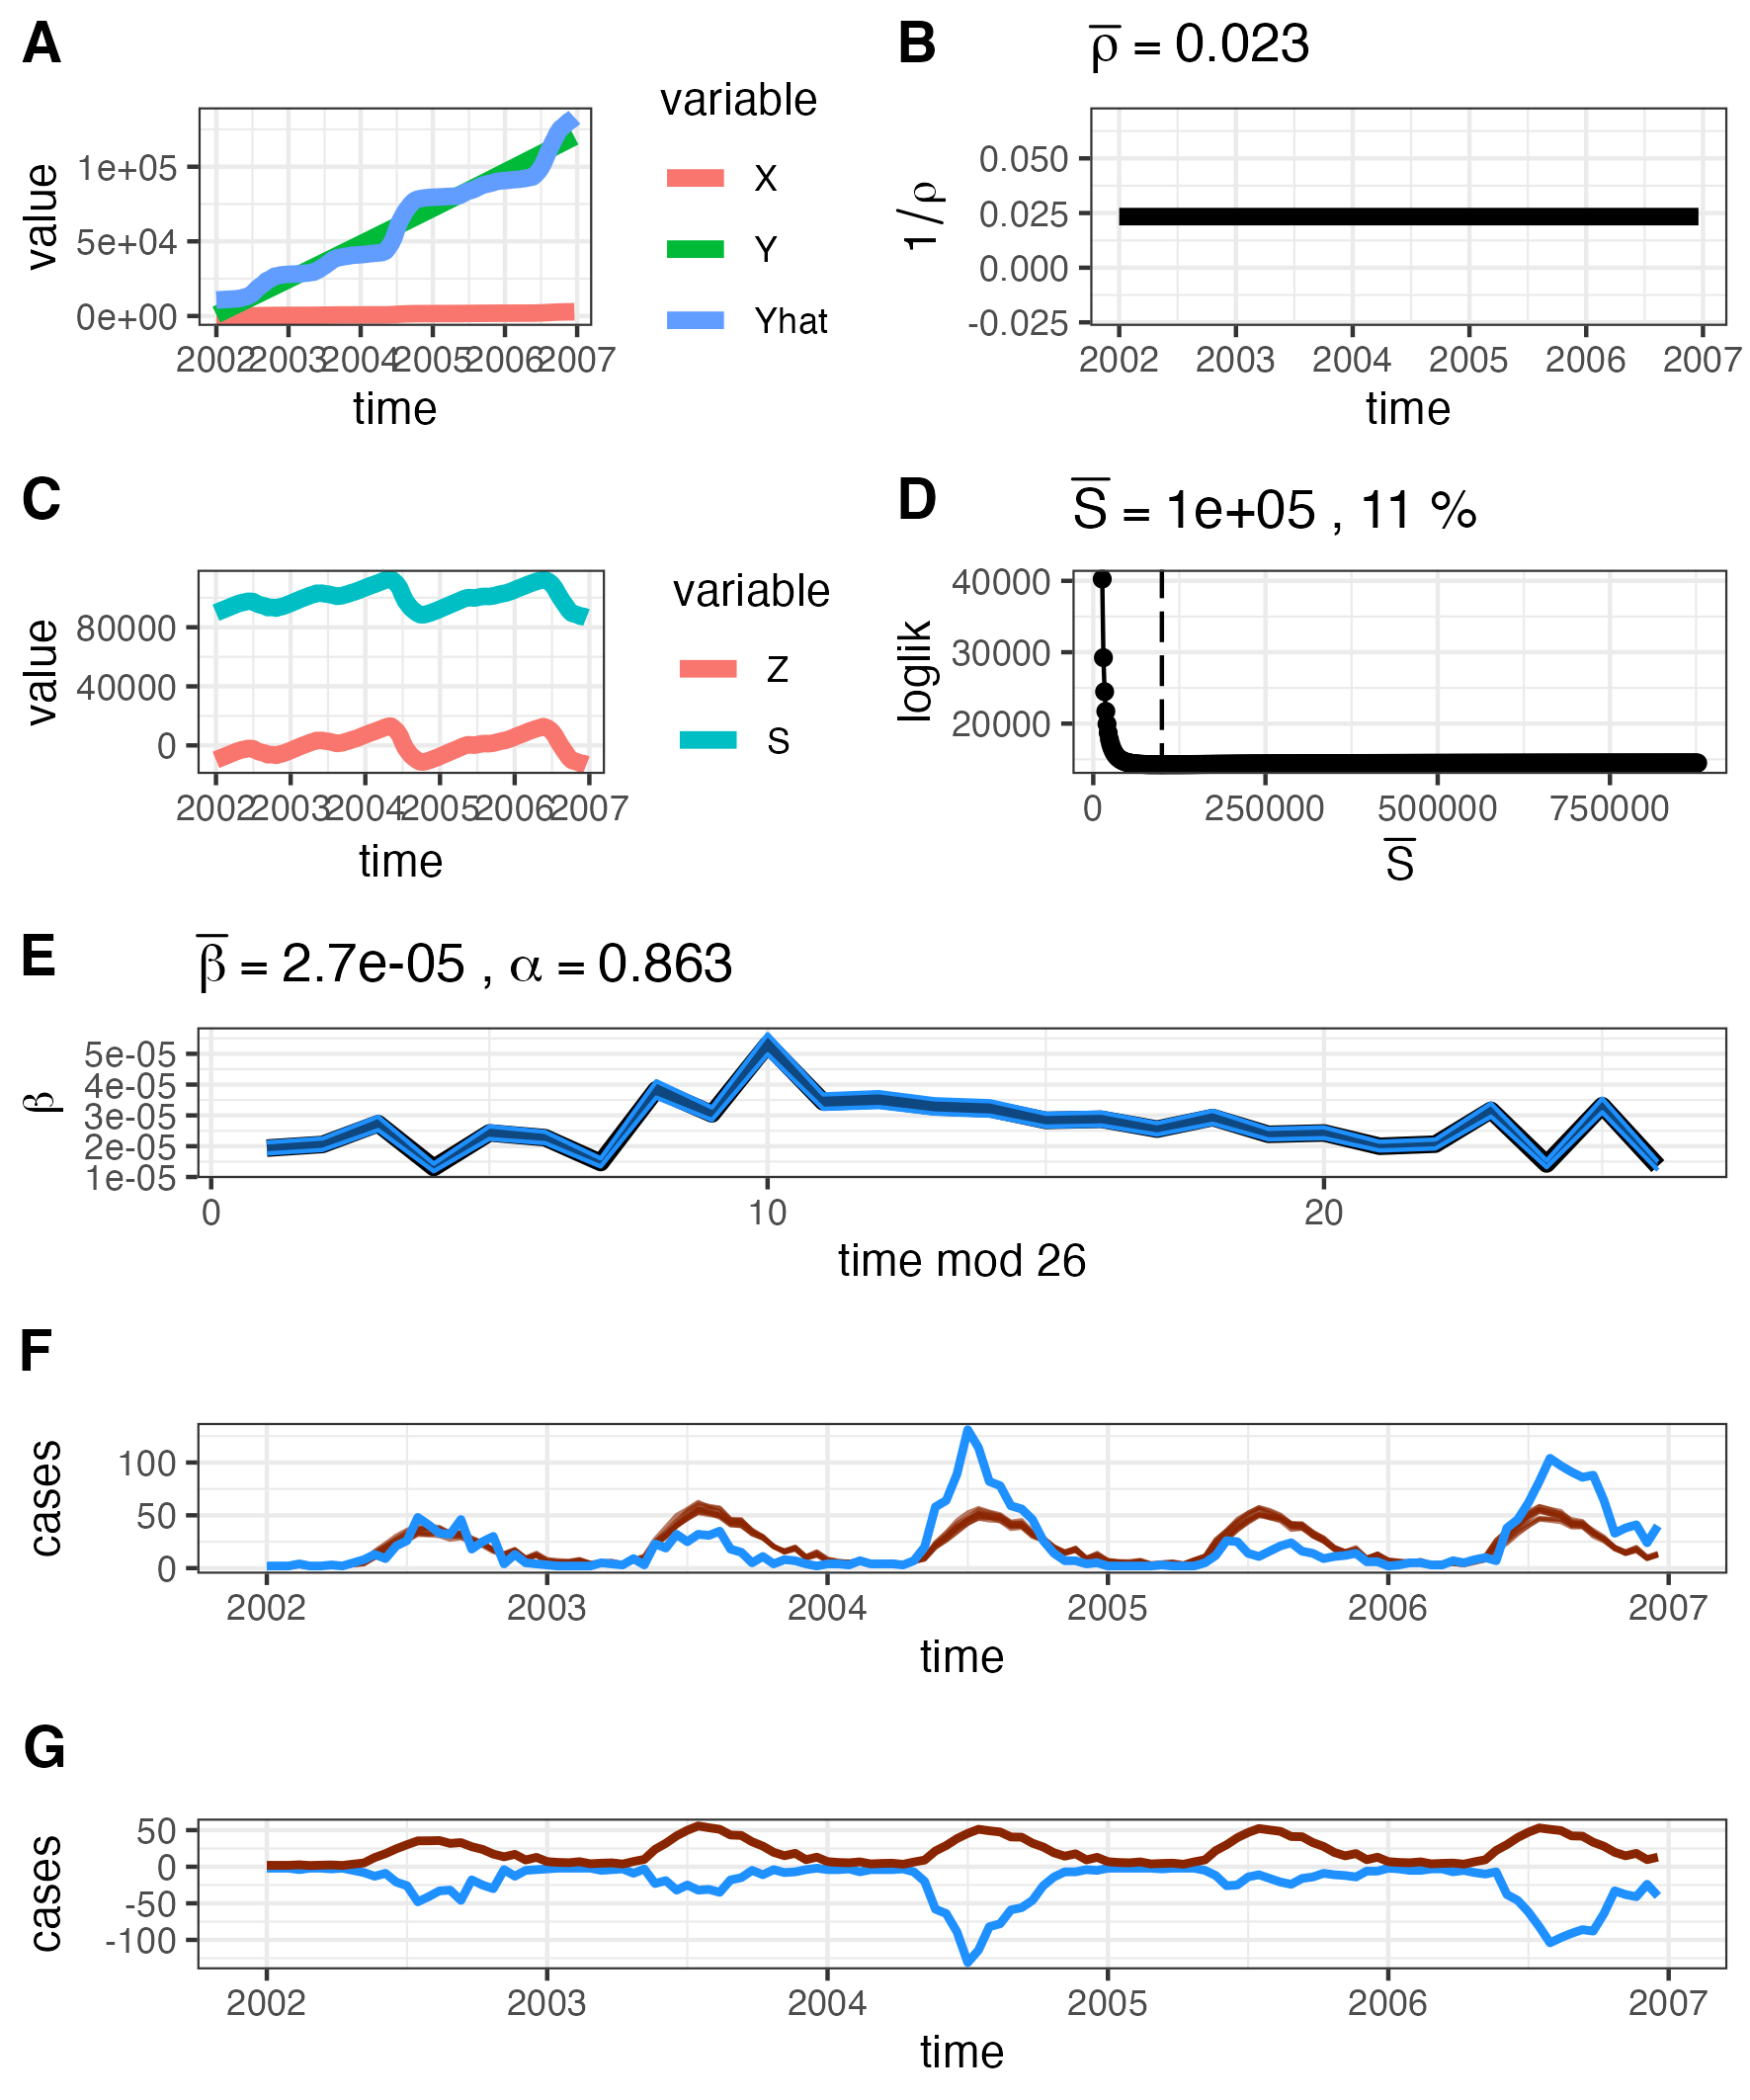 A
variable
value
1e+05
5e+04
0e+00
2002 2003 2004 2005 2006 2007
time
X
Y
Yhat
B
ρ̅ = 0.023
1/ρ
0.050
0.025
0.000
-0.025
2002 2003 2004 2005 2006 2007
time
C
variable
value
80000
40000
0
2002 2003 2004 2005 2006 2007
time
Z
S
D
S̅ = 1e+05 , 11 %
loglik
40000
30000
20000
0 250000 500000 750000
S̅
E
β̅ = 2.7e-05 , α = 0.863
β
5e-05
4e-05
3e-05
2e-05
1e-05
0 10 20
time mod 26
F
cases
100
50
0
2002 2003 2004 2005 2006 2007
time
G
cases
50
0
-50
-100
2002 2003 2004 2005 2006 2007
time